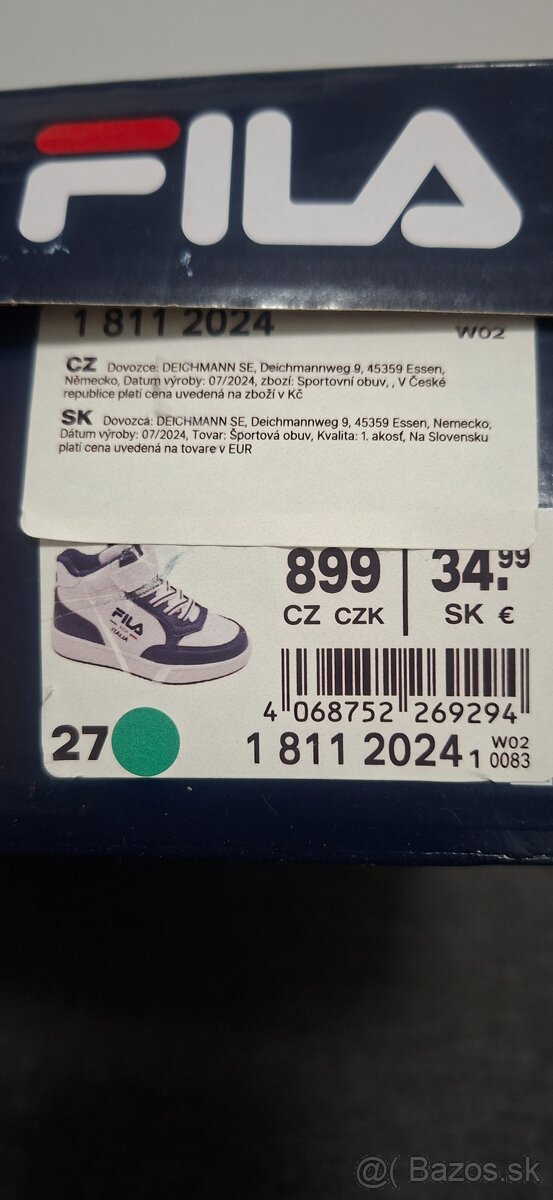 FILA
1 811 2024
W02
CZ Dovozce: DEICHMANN SE, Deichmannweg 9, 45359 Essen,
Německo, Datum výroby: 07/2024, zbozí: Sportovní obuv, , V České
republice platí cena uvedená na zboží v Kč
SK Dovozca: DEICHMANN SE, Deichmannweg 9, 45359 Essen, Nemecko,
Dátum výroby: 07/2024, Tovar: Športová obuv, Kvalita: 1. akosť, Na Slovensku
platí cena uvedená na tovare v EUR
FILA
ITALIA
899
CZ CZK
34.99
SK €
4 068752 269294
27
1 811 2024 1
W02
0083
@( Bazos.sk